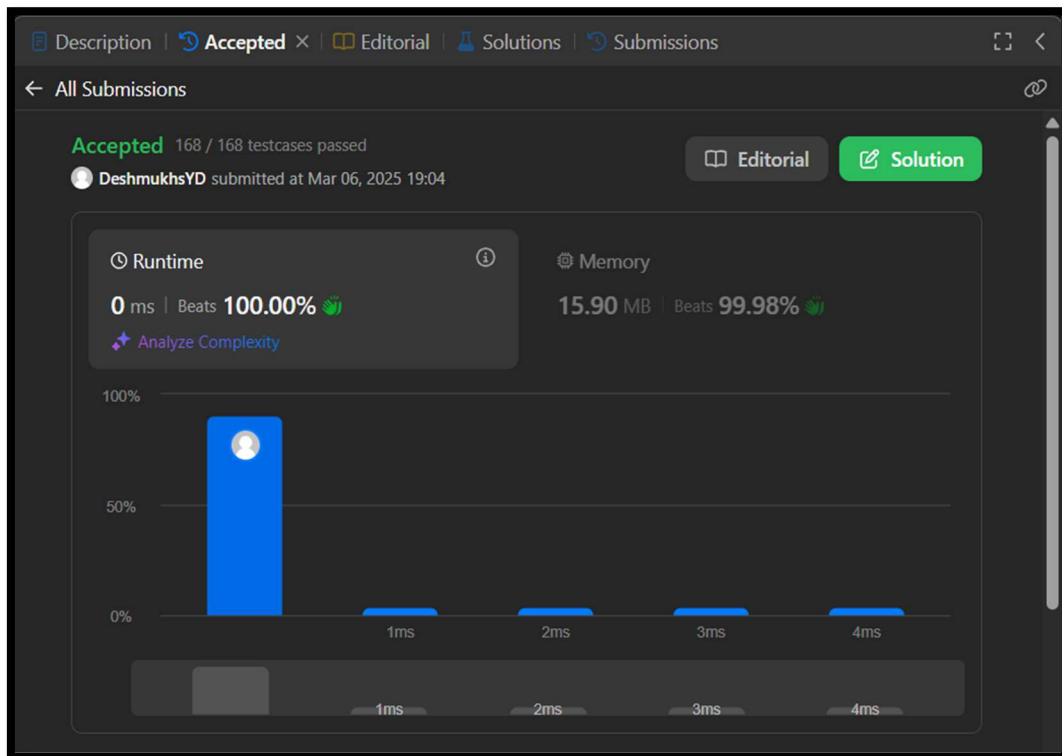 Description Accepted Editorial Solutions Submissions
All Submissions
Accepted 168 / 168 testcases passed
DeshmukhsYD submitted at Mar 06, 2025 19:04
Editorial
Solution
Runtime
0 ms | Beats 100.00%
Analyze Complexity
Memory
15.90 MB | Beats 99.98%
100%
50%
0%
1ms 2ms 3ms 4ms
1ms 2ms 3ms 4ms